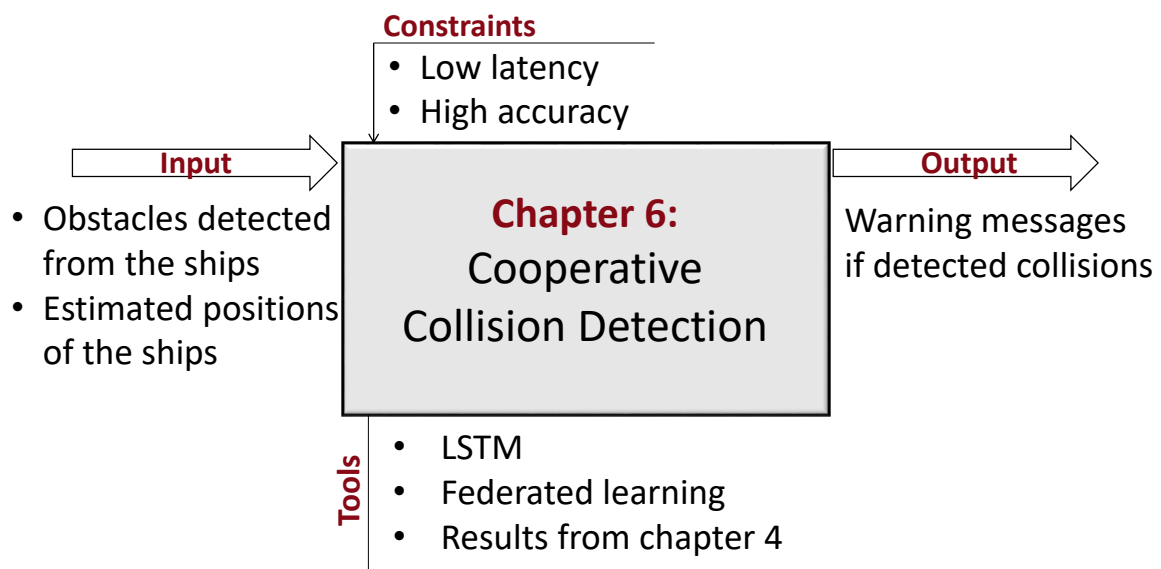 Constraints
• Low latency
• High accuracy
Input
• Obstacles detected
from the ships
• Estimated positions
of the ships
Chapter 6:
Cooperative
Collision Detection
Output
Warning messages
if detected collisions
Tools
• LSTM
• Federated learning
• Results from chapter 4